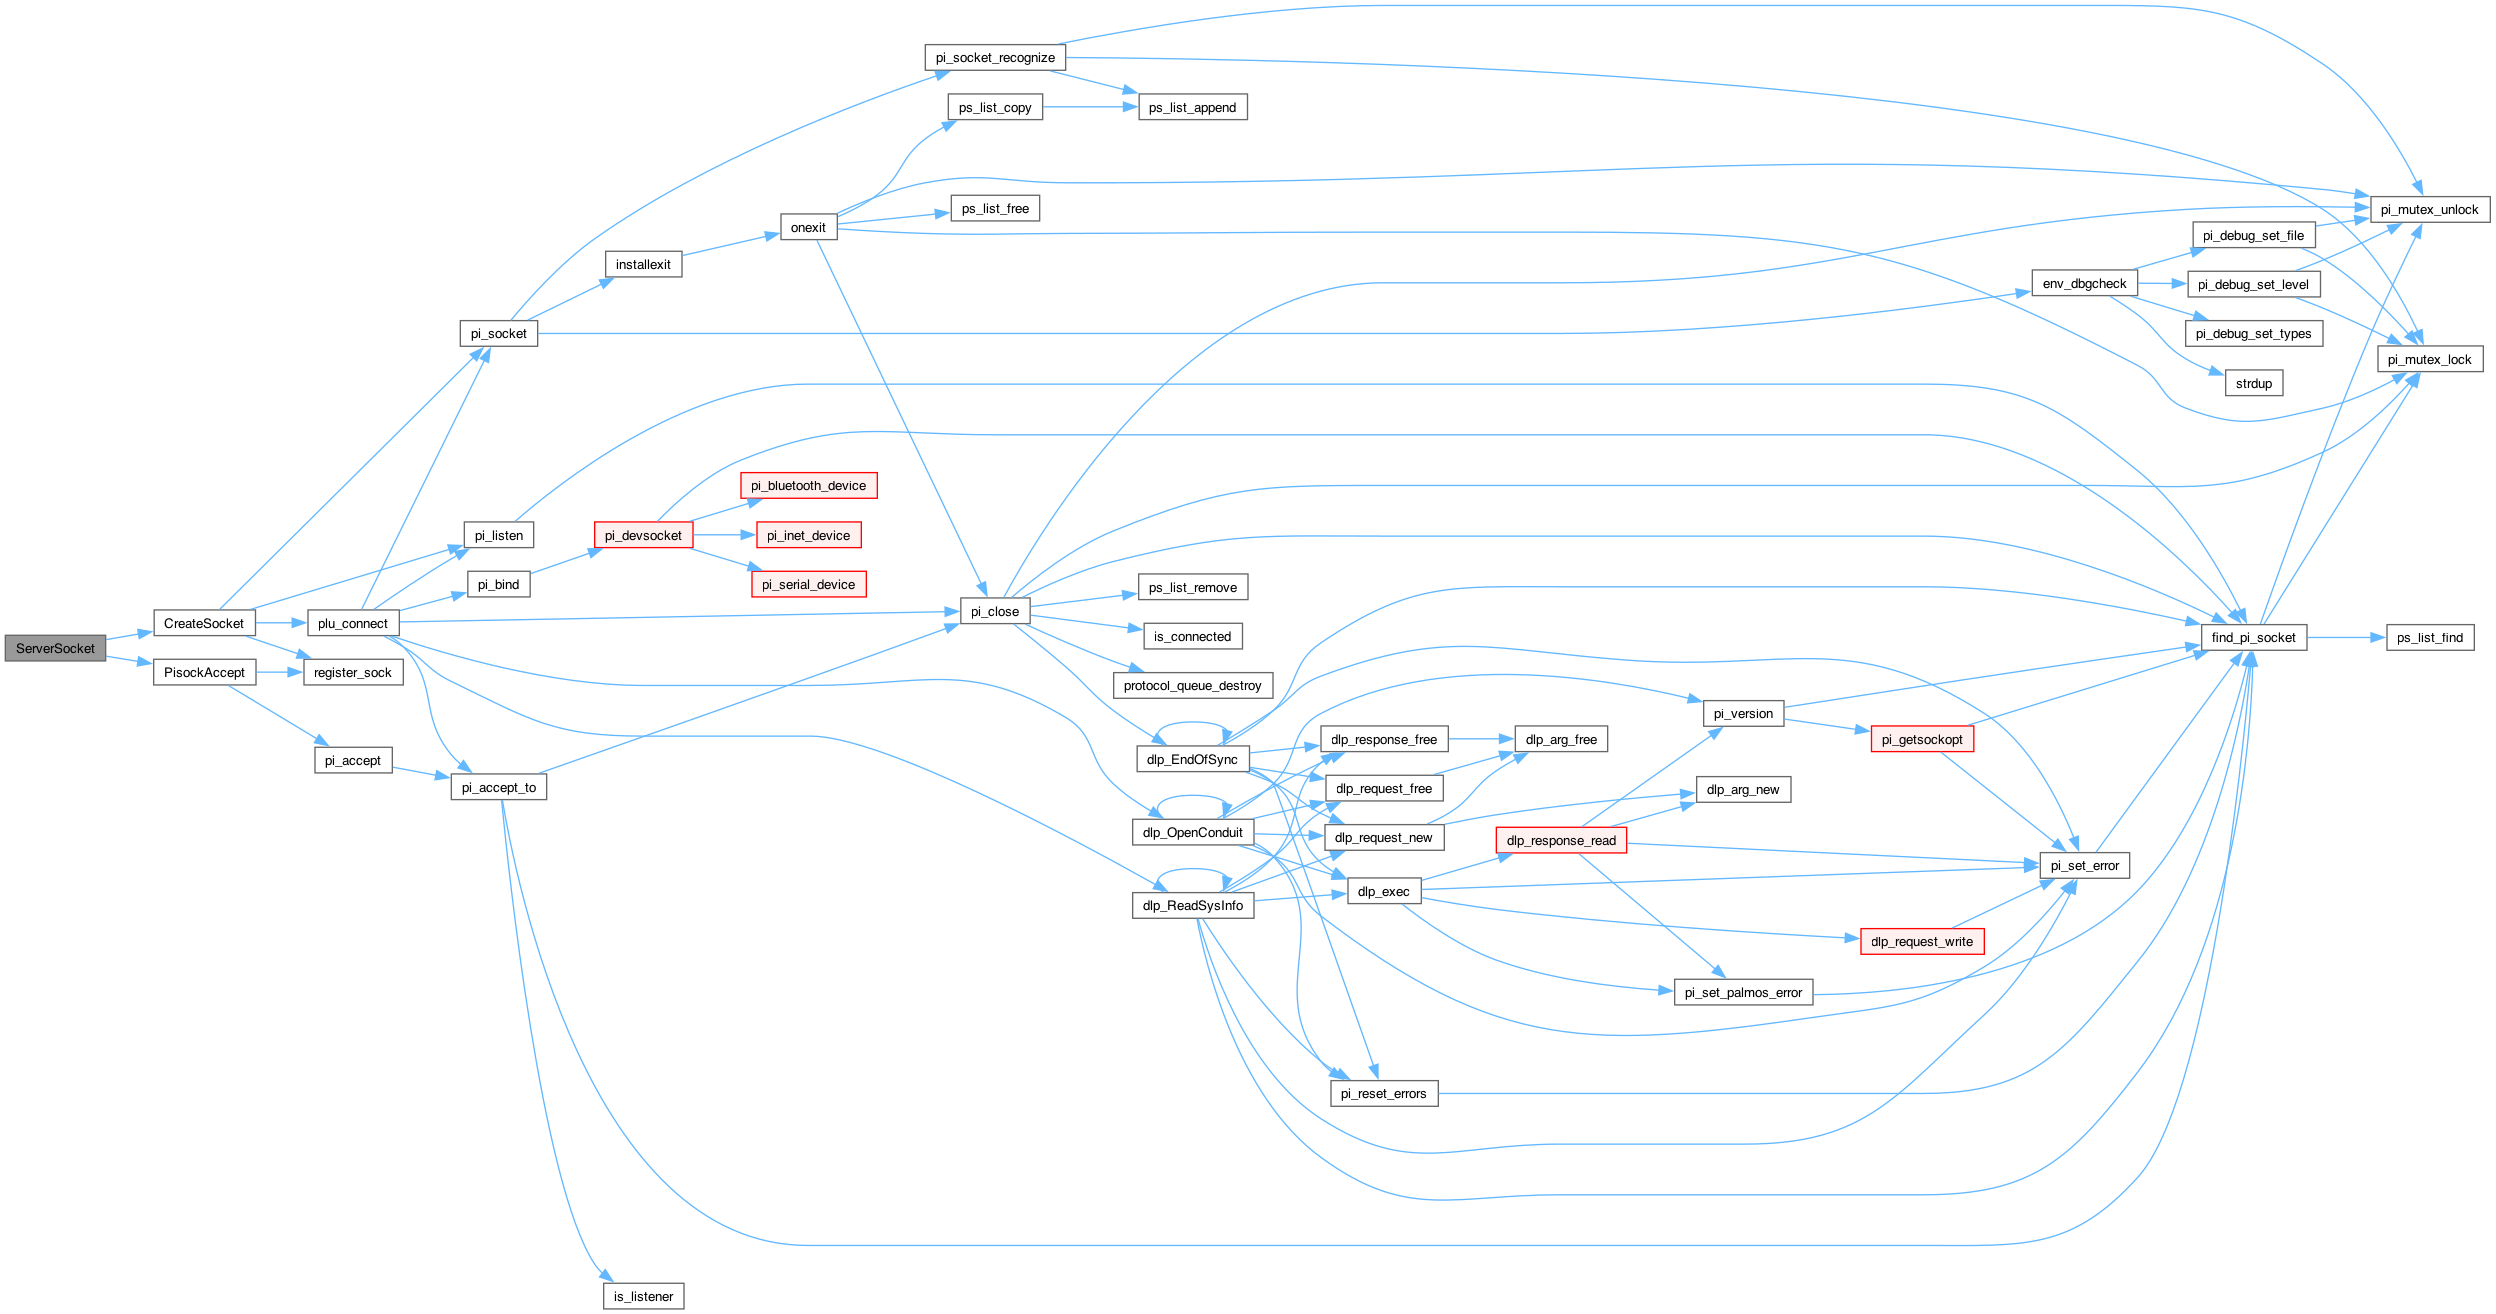 pi_socket_recognize
ps_list_copy
ps_list_append
ps_list_free
pi_mutex_unlock
onexit
pi_debug_set_file
installexit
env_dbgcheck
pi_debug_set_level
pi_socket
pi_debug_set_types
pi_mutex_lock
strdup
pi_bluetooth_device
pi_listen
pi_devsocket
pi_inet_device
pi_bind
pi_serial_device
ps_list_remove
CreateSocket
plu_connect
pi_close
is_connected
find_pi_socket
ps_list_find
ServerSocket
PisockAccept
register_sock
protocol_queue_destroy
pi_version
pi_getsockopt
dlp_response_free
dlp_arg_free
pi_accept
dlp_EndOfSync
pi_accept_to
dlp_request_free
dlp_arg_new
dlp_OpenConduit
dlp_request_new
dlp_response_read
pi_set_error
dlp_exec
dlp_ReadSysInfo
dlp_request_write
pi_set_palmos_error
pi_reset_errors
is_listener